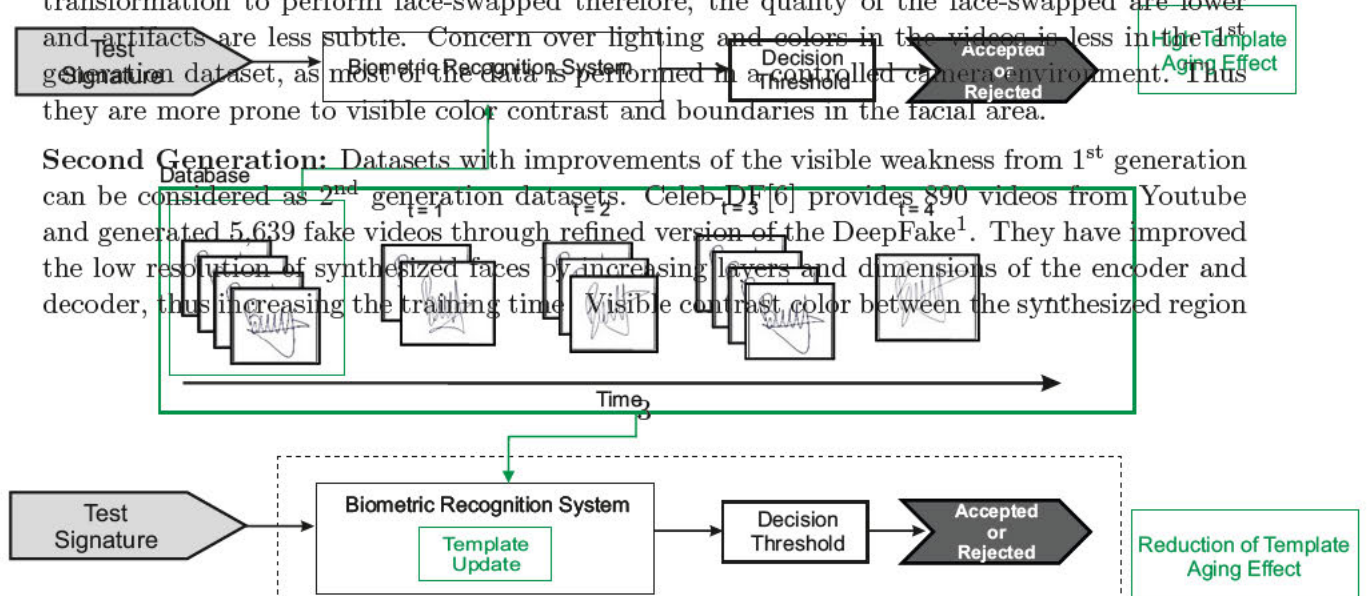 transformation to perform face-swapped therefore, the quality of the face-swapped are lower
and artifacts are less subtle. Concern over lighting and colors in the videos is less in the 1st
generation dataset, as most of the data is performed in a controlled camera environment. Thus
they are more prone to visible color contrast and boundaries in the facial area.
Test
Signature
Biometric Recognition System
Decision
Threshold
Accepted
or
Rejected
High Template
Aging Effect
Second Generation: Datasets with improvements of the visible weakness from 1st generation
can be considered as 2nd generation datasets. Celeb-DF[6] provides 890 videos from Youtube
and generated 5,639 fake videos through refined version of the DeepFake1. They have improved
the low resolution of synthesized faces by increasing layers and dimensions of the encoder and
decoder, thus increasing the training time. Visible contrast color between the synthesized region
Database
t = 1
t = 2
t = 3
t = 4
Time
3
Test
Signature
Biometric Recognition System
Template
Update
Decision
Threshold
Accepted
or
Rejected
Reduction of Template
Aging Effect